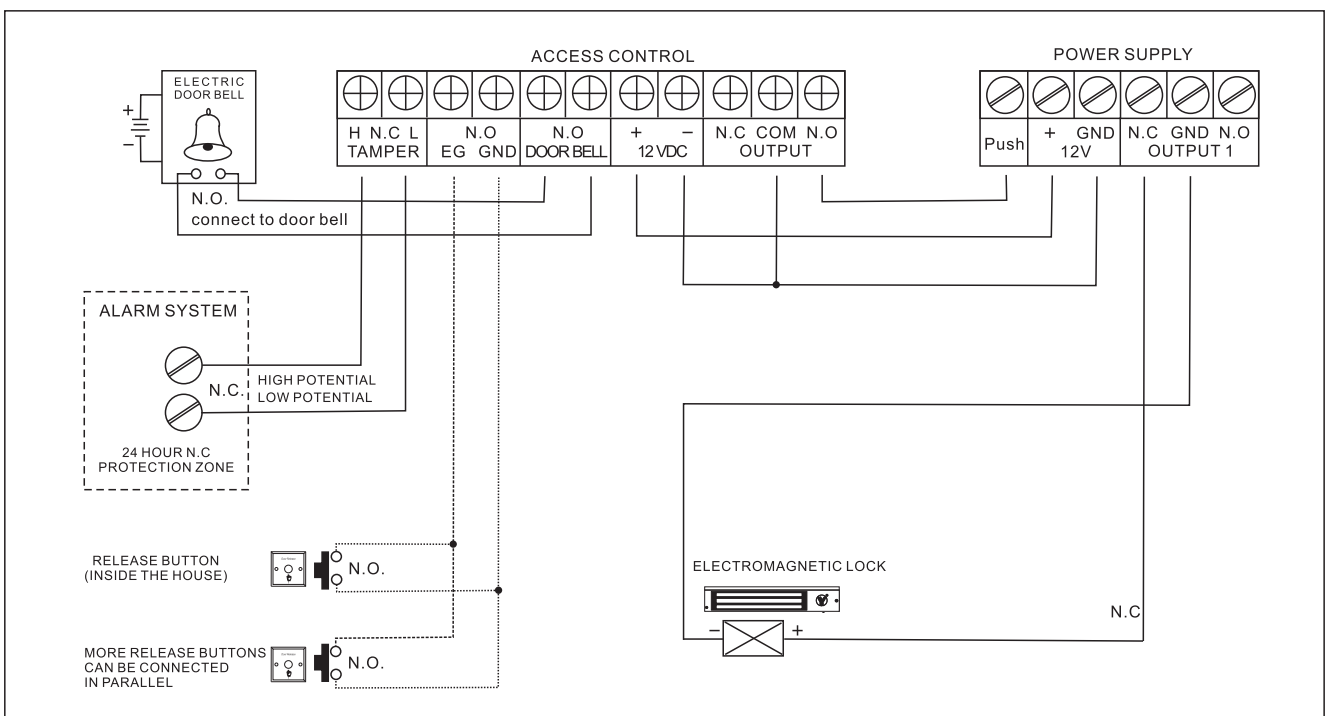 ACCESS CONTROL
POWER SUPPLY
ELECTRIC
DOOR BELL
+
−
H N.C L
TAMPER
N.O
EG GND
N.O
DOOR BELL
+ −
12 VDC
N.C COM N.O
OUTPUT
Push
+ GND
12V
N.C GND N.O
OUTPUT 1
N.O.
connect to door bell
ALARM SYSTEM
N.C.
HIGH POTENTIAL
LOW POTENTIAL
24 HOUR N.C
PROTECTION ZONE
RELEASE BUTTON
(INSIDE THE HOUSE)
N.O.
MORE RELEASE BUTTONS
CAN BE CONNECTED
IN PARALLEL
N.O.
ELECTROMAGNETIC LOCK
− +
N.C